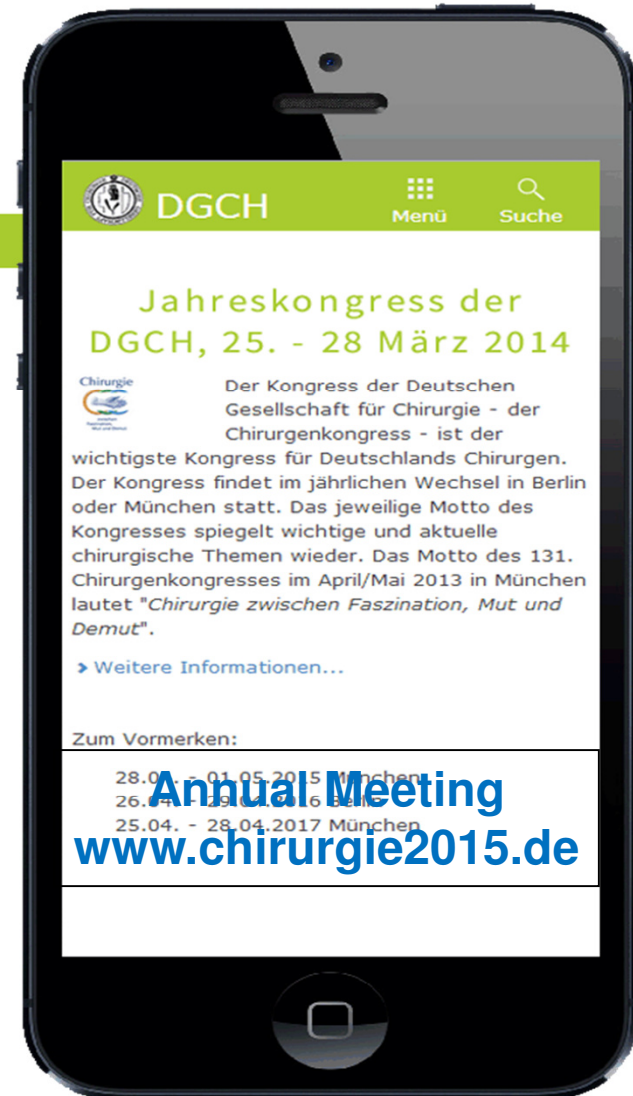 DGCH
Menü
Suche
Jahreskongress der
DGCH, 25. - 28 März 2014
Chirurgie
Der Kongress der Deutschen
Gesellschaft für Chirurgie - der
Chirurgenkongress - ist der
wichtigste Kongress für Deutschlands Chirurgen.
Der Kongress findet im jährlichen Wechsel in Berlin
oder München statt. Das jeweilige Motto des
Kongresses spiegelt wichtige und aktuelle
chirurgische Themen wieder. Das Motto des 131.
Chirurgenkongresses im April/Mai 2013 in München
lautet "Chirurgie zwischen Faszination, Mut und
Demut".
Weitere Informationen...
Zum Vormerken:
- 01.05.2015 München
25.04. - 28.04.2017 München
Annual Meeting
www.chirurgie2015.de